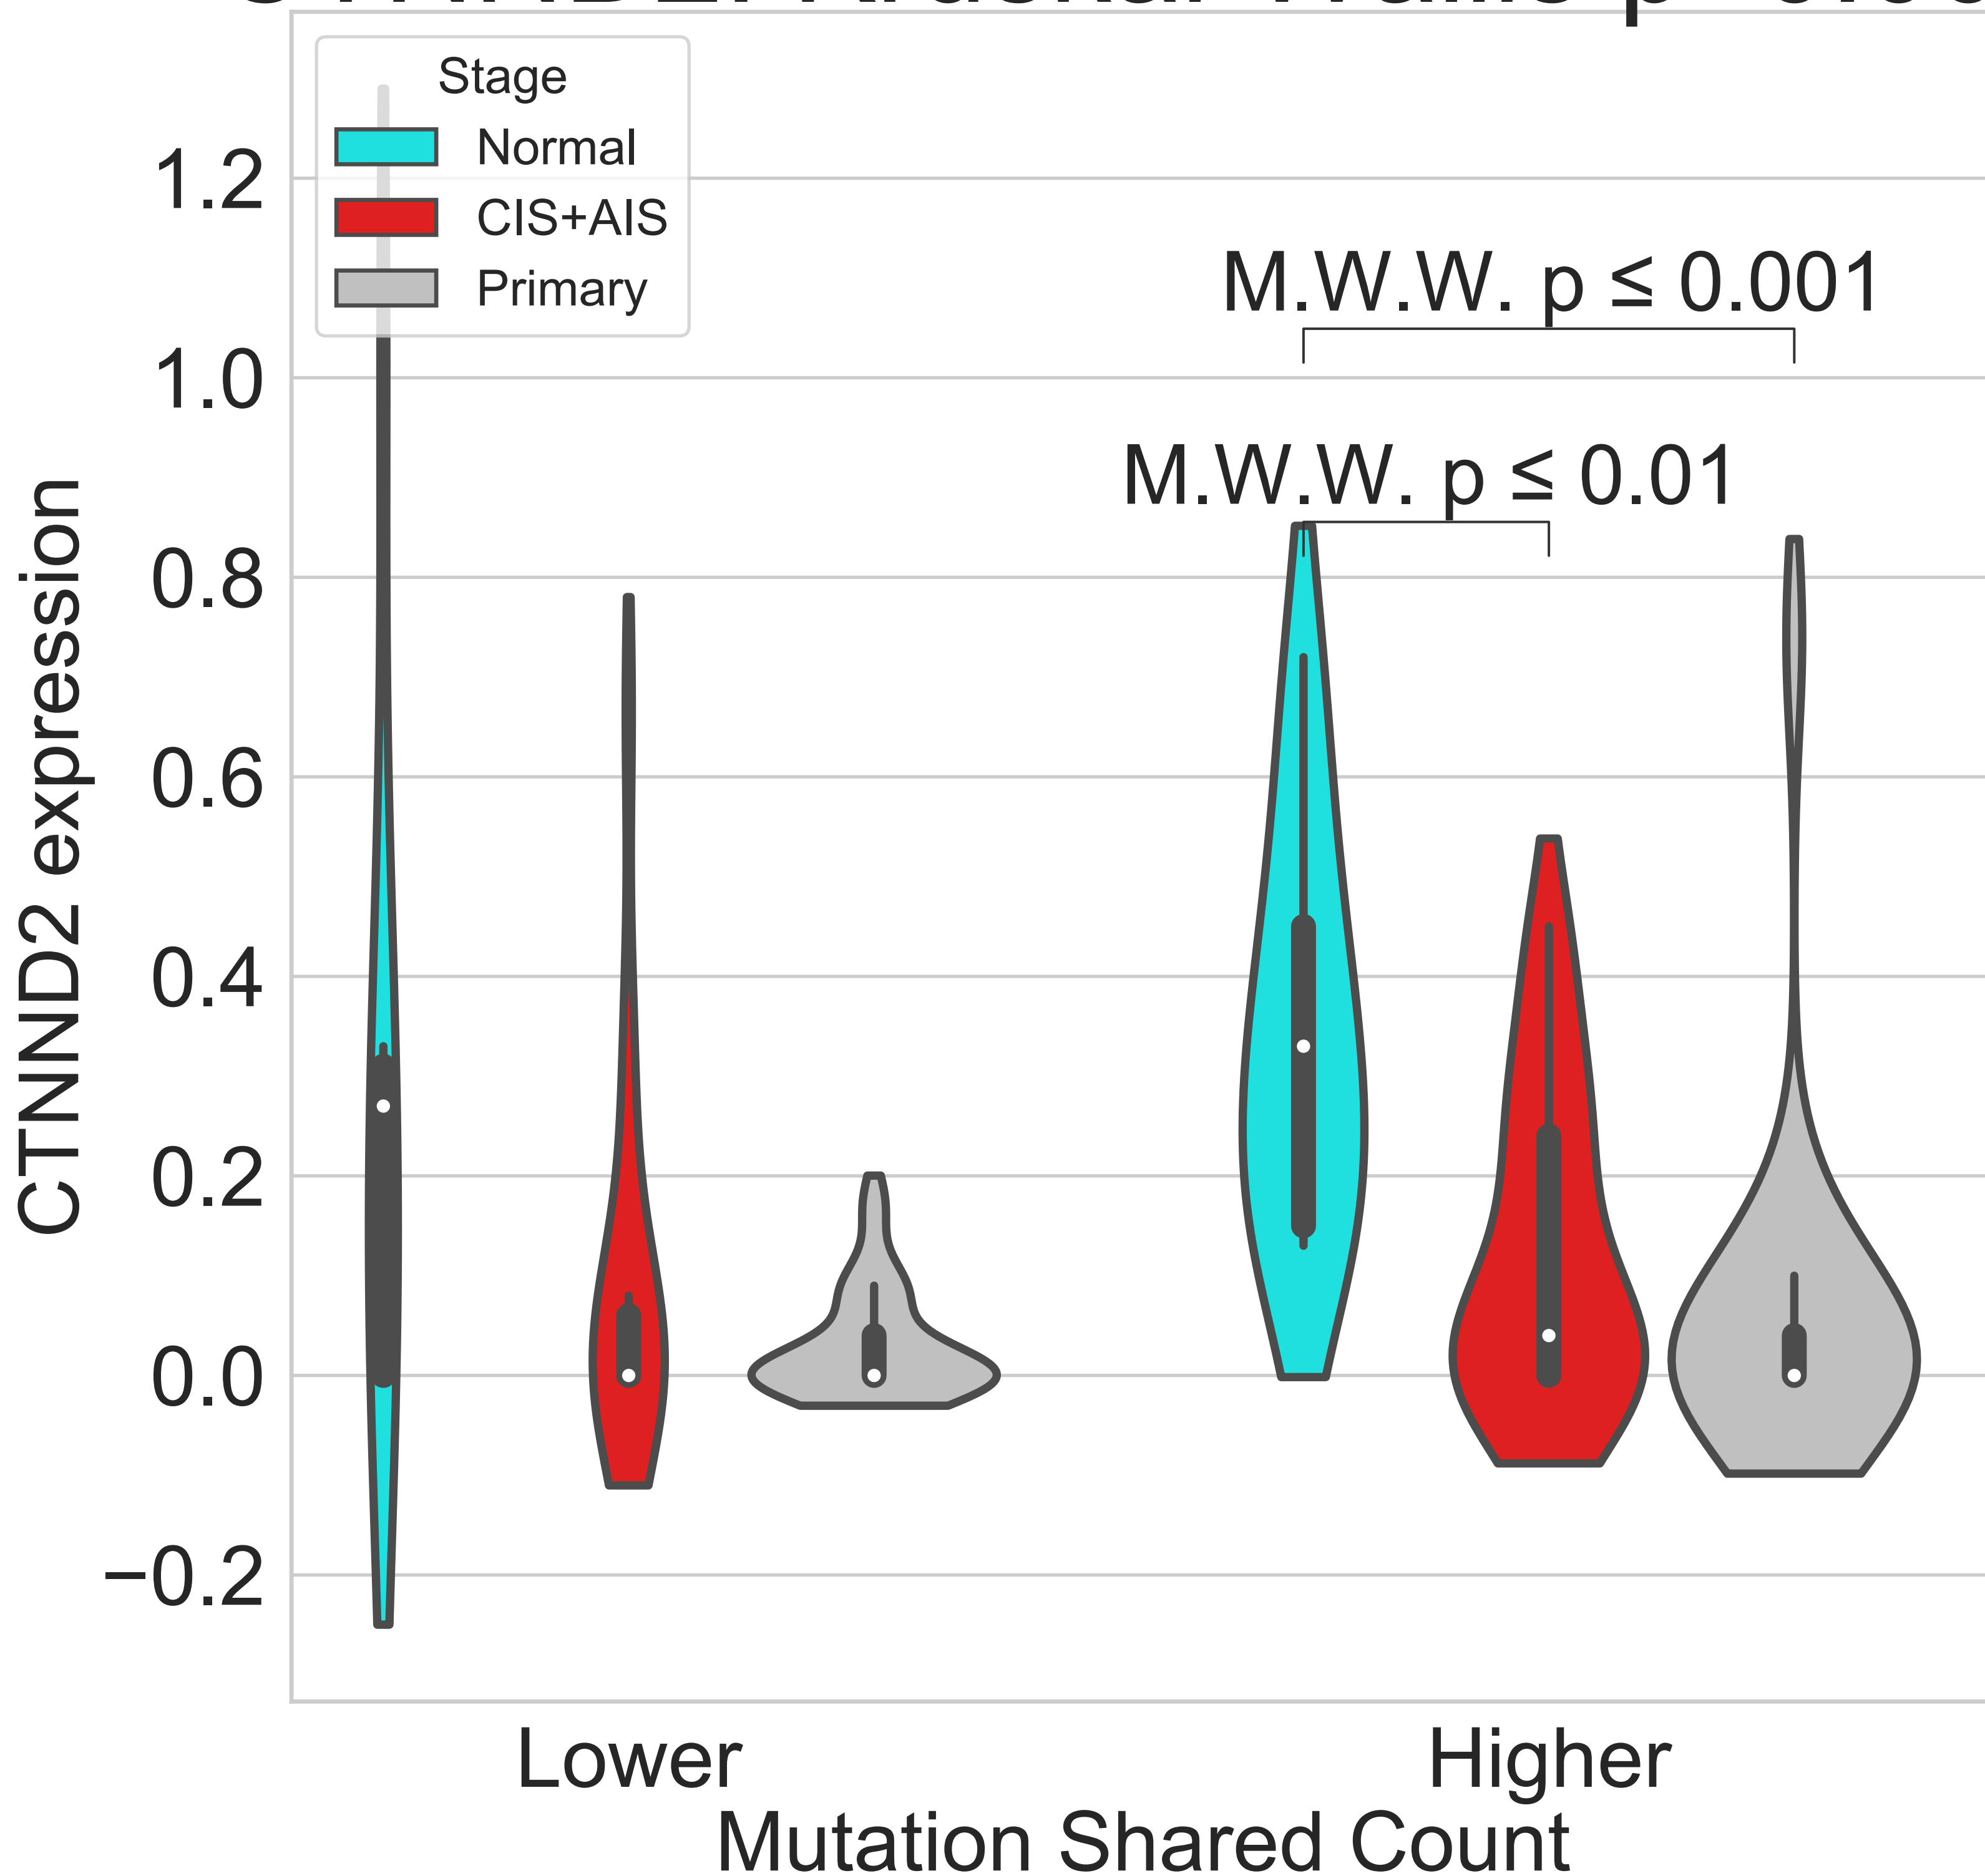 Stage
Normal
CIS+AIS
Primary
M.W.W. p ≤ 0.001
M.W.W. p ≤ 0.01
1.2
1.0
0.8
0.6
0.4
0.2
0.0
−0.2
CTNND2 expression
Lower
Higher
Mutation Shared Count